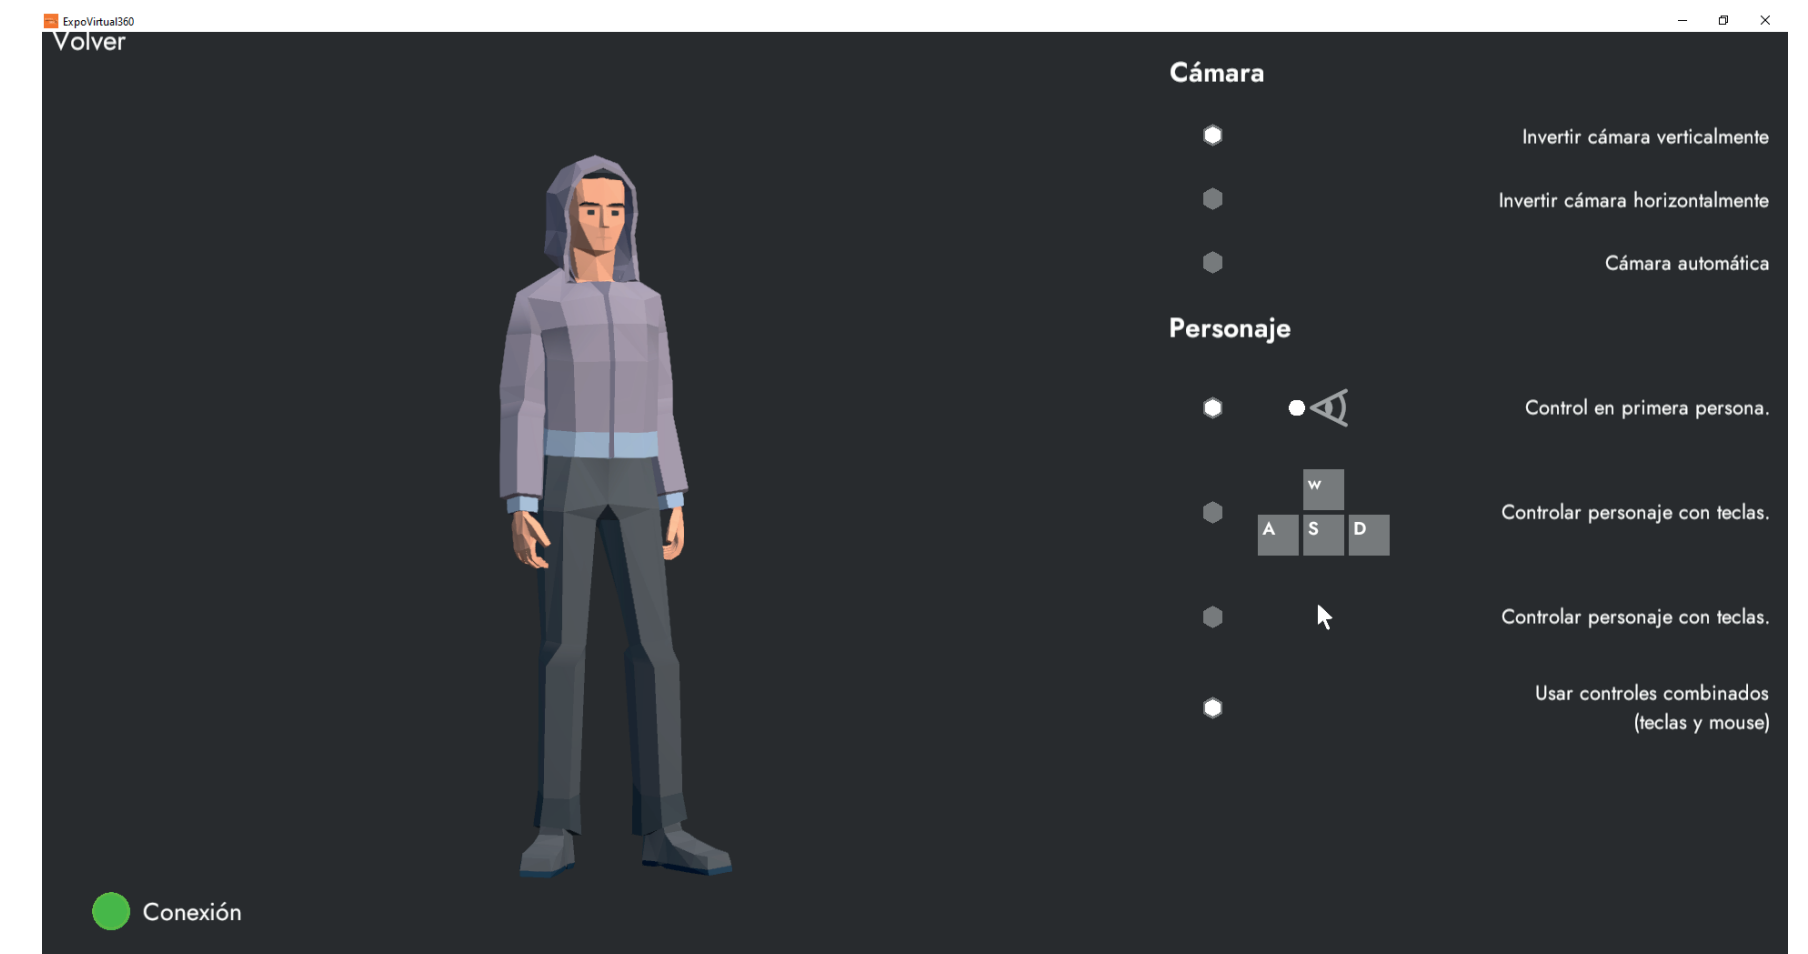 ExpoVirtual360
Volver
Cámara
Invertir cámara verticalmente
Invertir cámara horizontalmente
Cámara automática
Personaje
Control en primera persona.
W
A S D
Controlar personaje con teclas.
Controlar personaje con teclas.
Usar controles combinados
(teclas y mouse)
Conexión